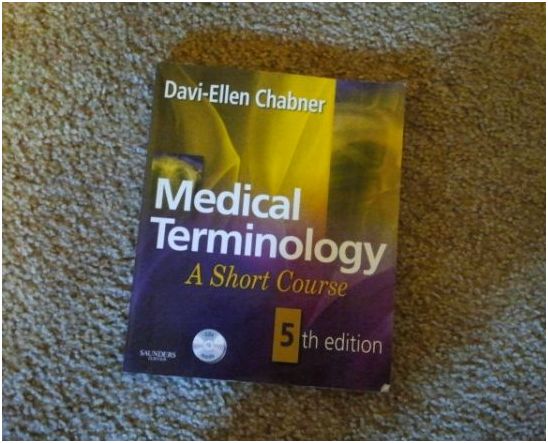 Davi-Ellen Chabner
Medical
Terminology
A Short Course
5th edition
SAUNDERS